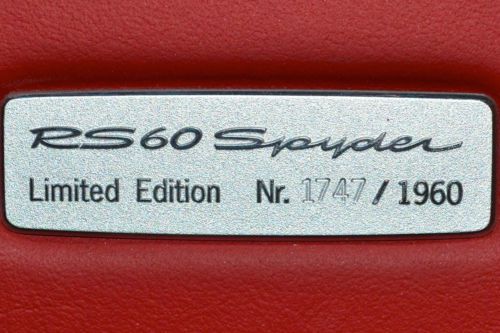 RS60 Spyder
Limited Edition Nr. 1747 / 1960